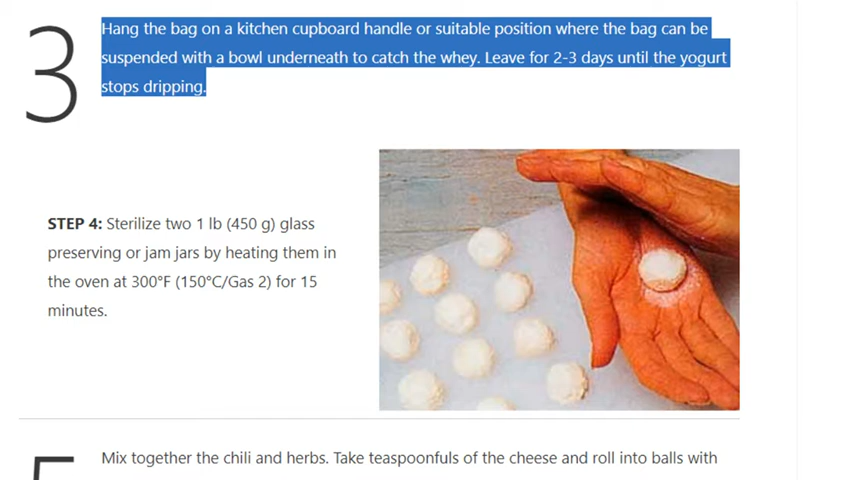 3
Hang the bag on a kitchen cupboard handle or suitable position where the bag can be
suspended with a bowl underneath to catch the whey. Leave for 2-3 days until the yogurt
stops dripping.
STEP 4: Sterilize two 1 lb (450 g) glass
preserving or jam jars by heating them in
the oven at 300°F (150°C/Gas 2) for 15
minutes.
Mix together the chili and herbs. Take teaspoonfuls of the cheese and roll into balls with